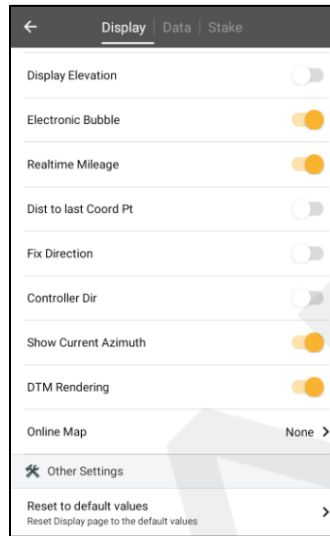 Display | Data | Stake
Display Elevation
Electronic Bubble
Realtime Mileage
Dist to last Coord Pt
Fix Direction
Controller Dir
Show Current Azimuth
DTM Rendering
Online Map None
Other Settings
Reset to default values
Reset Display page to the default values